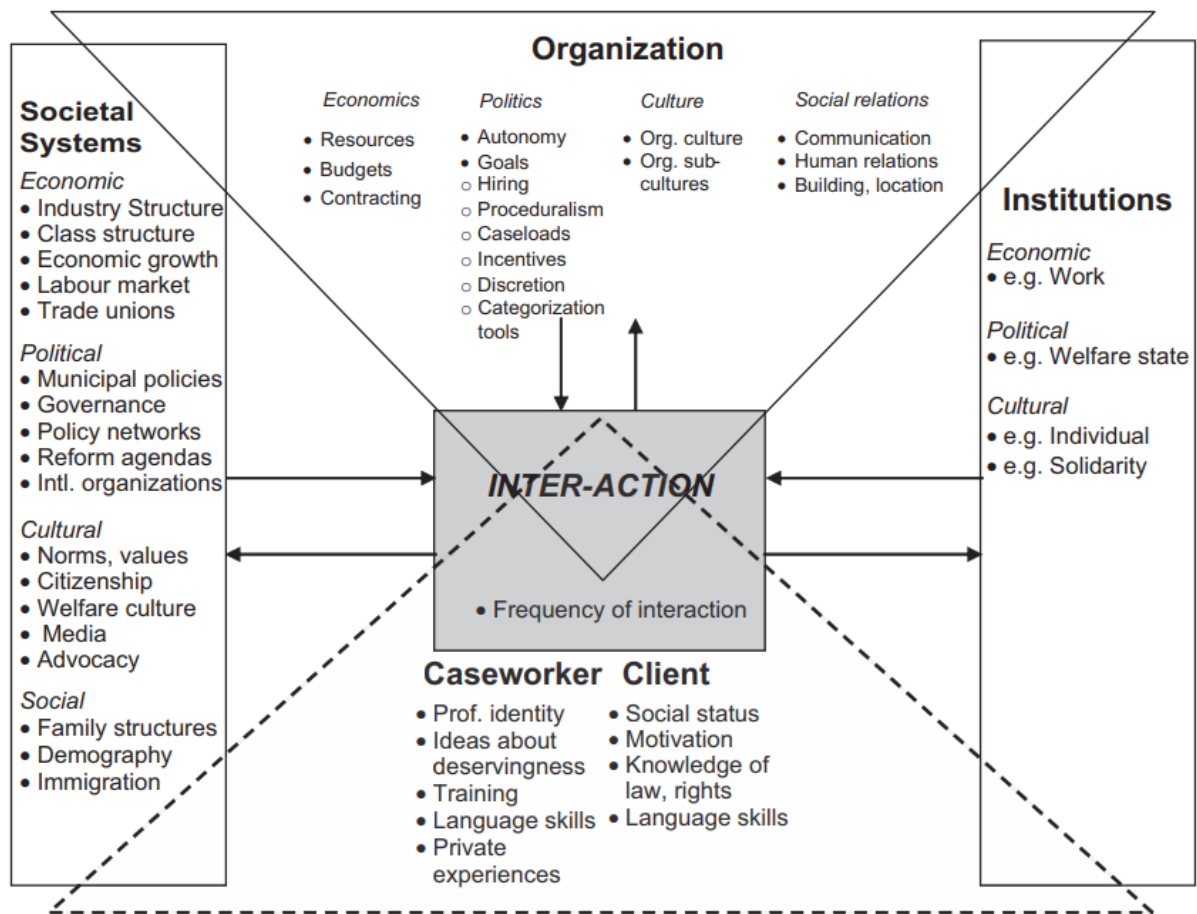 Organization
Economics
• Resources
• Budgets
• Contracting
Politics
• Autonomy
• Goals
○ Hiring
○ Proceduralism
○ Caseloads
○ Incentives
○ Discretion
○ Categorization
tools
Culture
• Org. culture
• Org. sub-
cultures
Social relations
• Communication
• Human relations
• Building, location
Societal
Systems
Economic
• Industry Structure
• Class structure
• Economic growth
• Labour market
• Trade unions
Political
• Municipal policies
• Governance
• Policy networks
• Reform agendas
• Intl. organizations
Cultural
• Norms, values
• Citizenship
• Welfare culture
• Media
• Advocacy
Social
• Family structures
• Demography
• Immigration
INTER-ACTION
• Frequency of interaction
Caseworker
• Prof. identity
• Ideas about
deservingness
• Training
• Language skills
• Private
experiences
Client
• Social status
• Motivation
• Knowledge of
law, rights
• Language skills
Institutions
Economic
• e.g. Work
Political
• e.g. Welfare state
Cultural
• e.g. Individual
• e.g. Solidarity